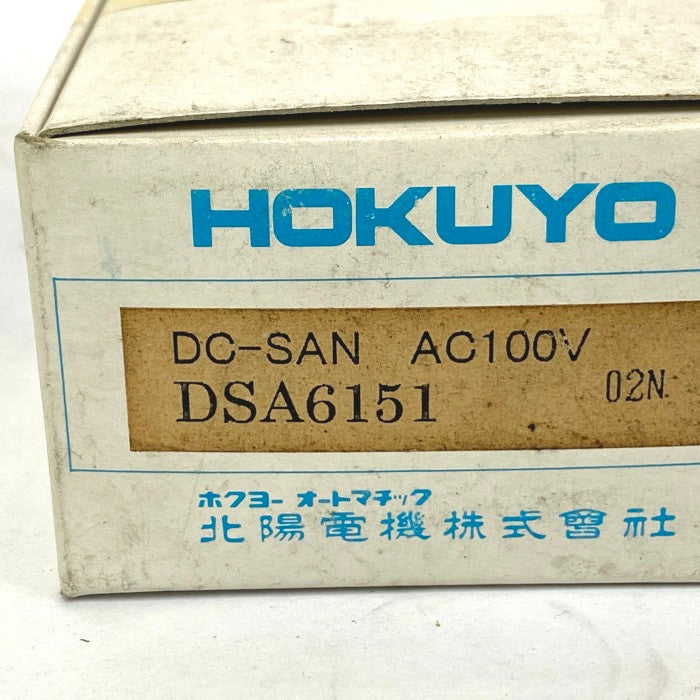 HOKUYO
DC-SAN AC100V
DSA6151 02N
ホクヨー オートマチック
北陽電機株式會社